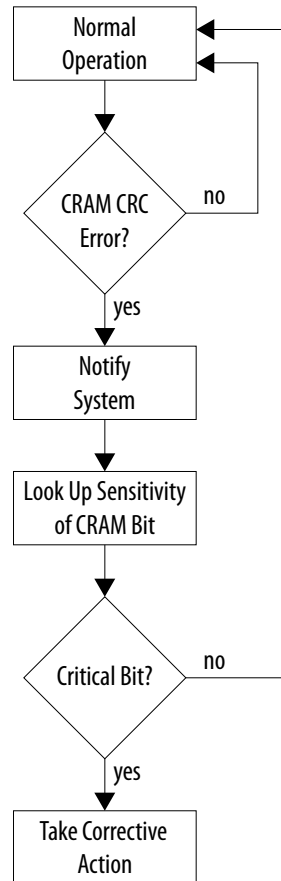 Normal
Operation
CRAM CRC
Error?
no
yes
Notify
System
Look Up Sensitivity
of CRAM Bit
Critical Bit?
no
yes
Take Corrective
Action